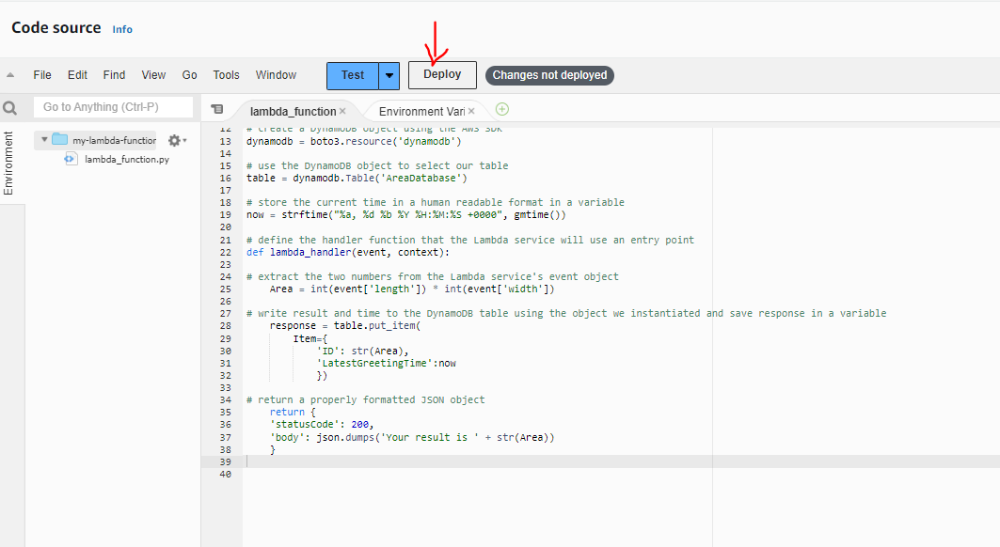 Code source Info
File Edit Find View Go Tools Window Test Deploy Changes not deployed
Go to Anything (Ctrl-P)
lambda_function × Environment Vari ×
Environment
my-lambda-function
lambda_function.py
12 # create a DynamoDB object using the AWS SDK
13 dynamodb = boto3.resource('dynamodb')
14
15 # use the DynamoDB object to select our table
16 table = dynamodb.Table('AreaDatabase')
17
18 # store the current time in a human readable format in a variable
19 now = strftime("%a, %d %b %Y %H:%M:%S +0000", gmtime())
20
21 # define the handler function that the Lambda service will use an entry point
22 def lambda_handler(event, context):
23
24 # extract the two numbers from the Lambda service's event object
25     Area = int(event['length']) * int(event['width'])
26
27 # write result and time to the DynamoDB table using the object we instantiated and save response in a variable
28     response = table.put_item(
29         Item={
30             'ID': str(Area),
31             'LatestGreetingTime':now
32             })
33
34 # return a properly formatted JSON object
35     return {
36     'statusCode': 200,
37     'body': json.dumps('Your result is ' + str(Area))
38     }
39
40